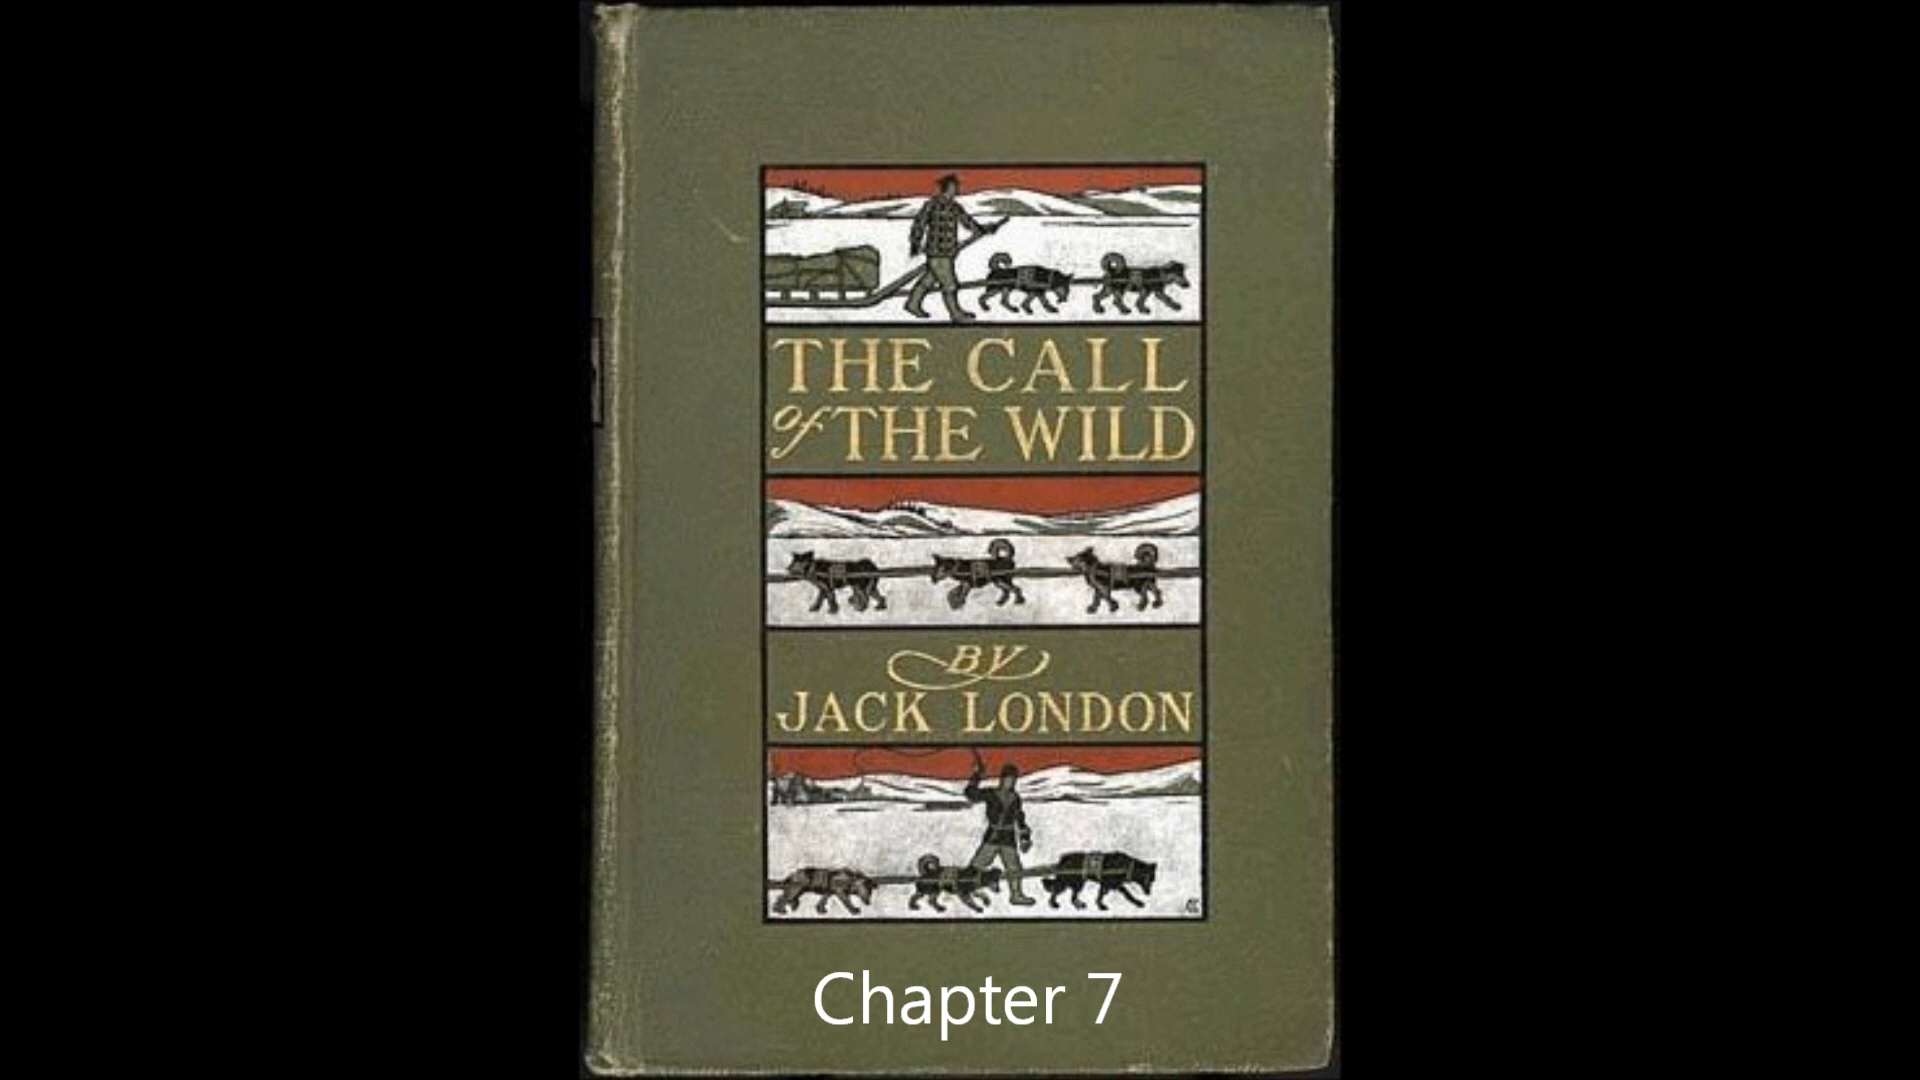 THE CALL
of THE WILD
BY
JACK LONDON
Chapter 7